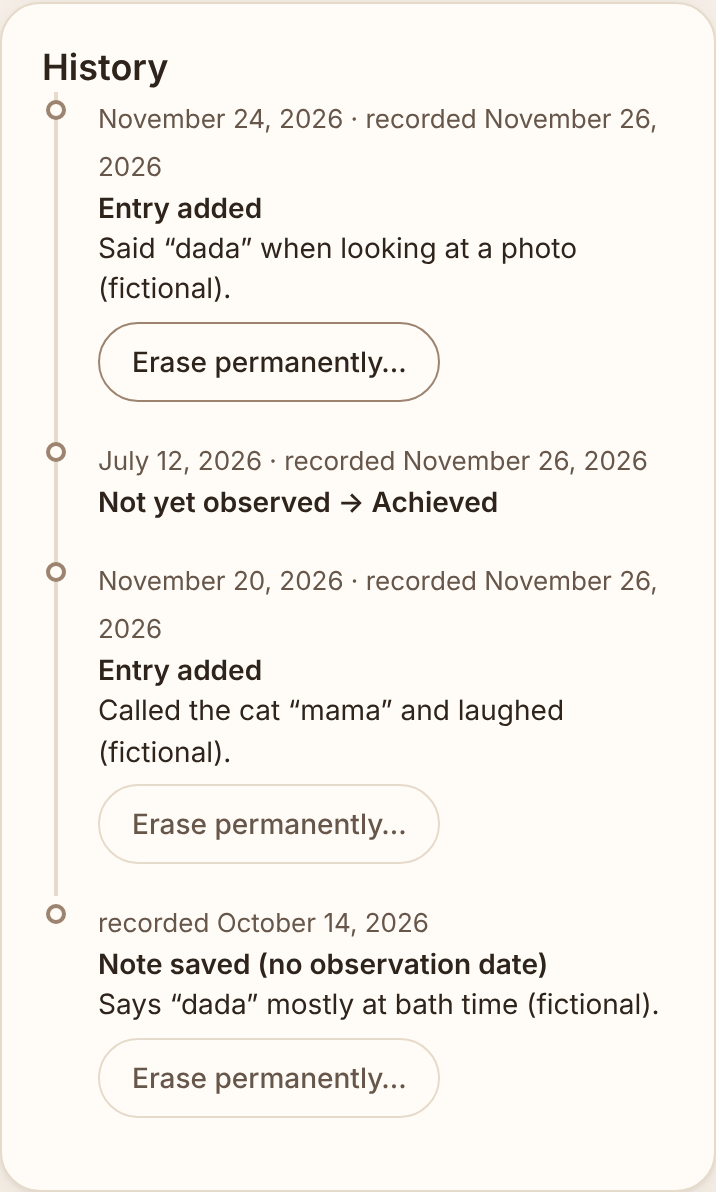 History
November 24, 2026 · recorded November 26,
2026
Entry added
Said “dada” when looking at a photo
(fictional).
Erase permanently…
July 12, 2026 · recorded November 26, 2026
Not yet observed → Achieved
November 20, 2026 · recorded November 26,
2026
Entry added
Called the cat “mama” and laughed
(fictional).
Erase permanently…
recorded October 14, 2026
Note saved (no observation date)
Says “dada” mostly at bath time (fictional).
Erase permanently…